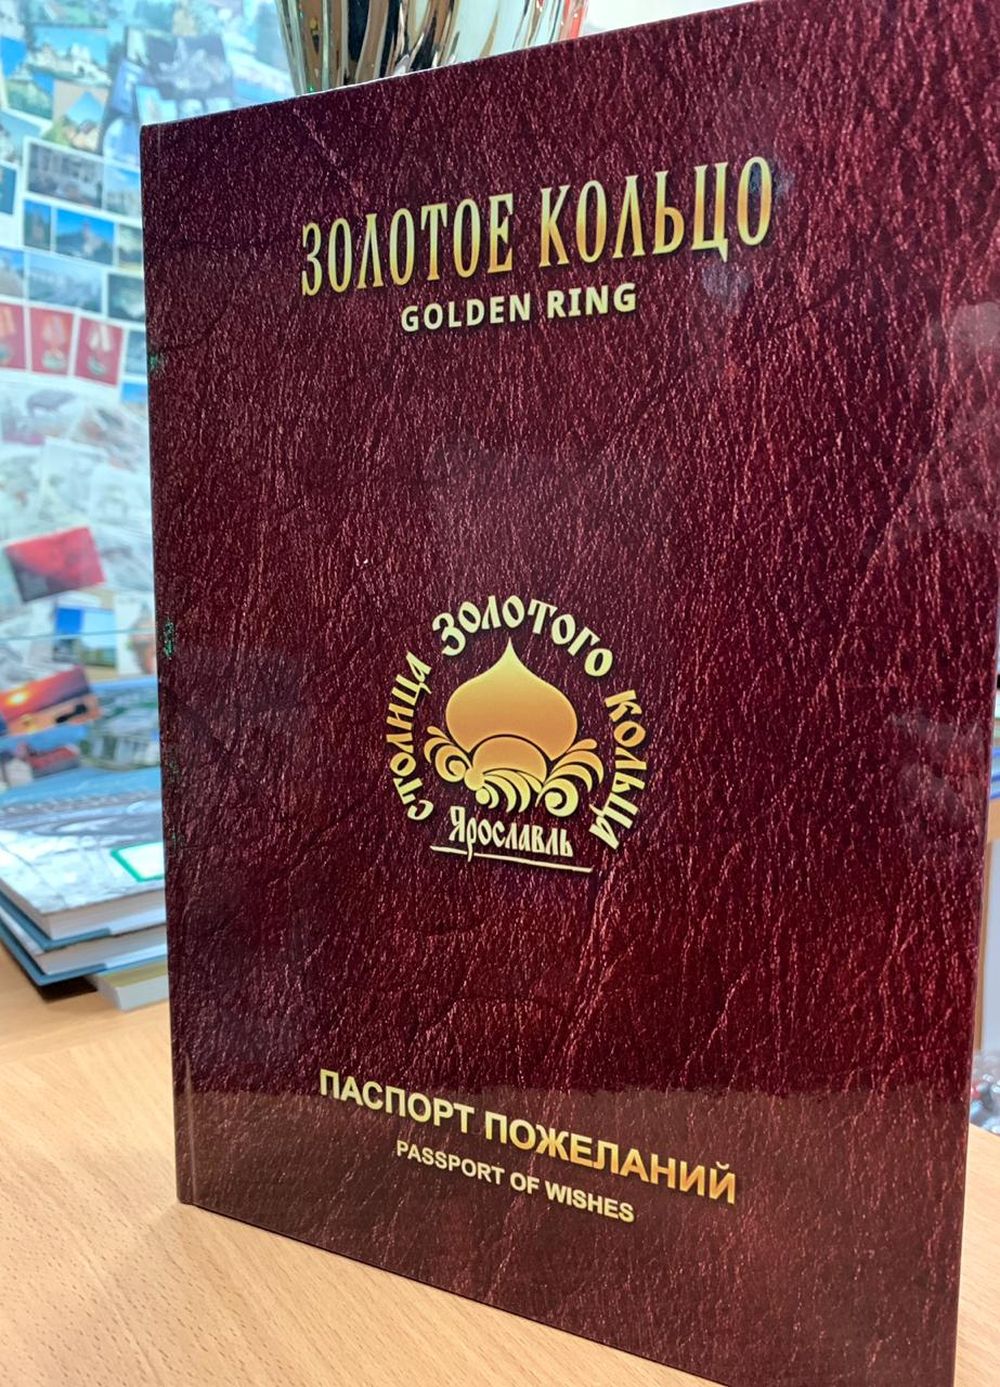 ЗОЛОТОЕ КОЛЬЦО
GOLDEN RING
СТОЛИЦА ЗОЛОТОГО КОЛЬЦА
Ярославль
ПАСПОРТ ПОЖЕЛАНИЙ
PASSPORT OF WISHES